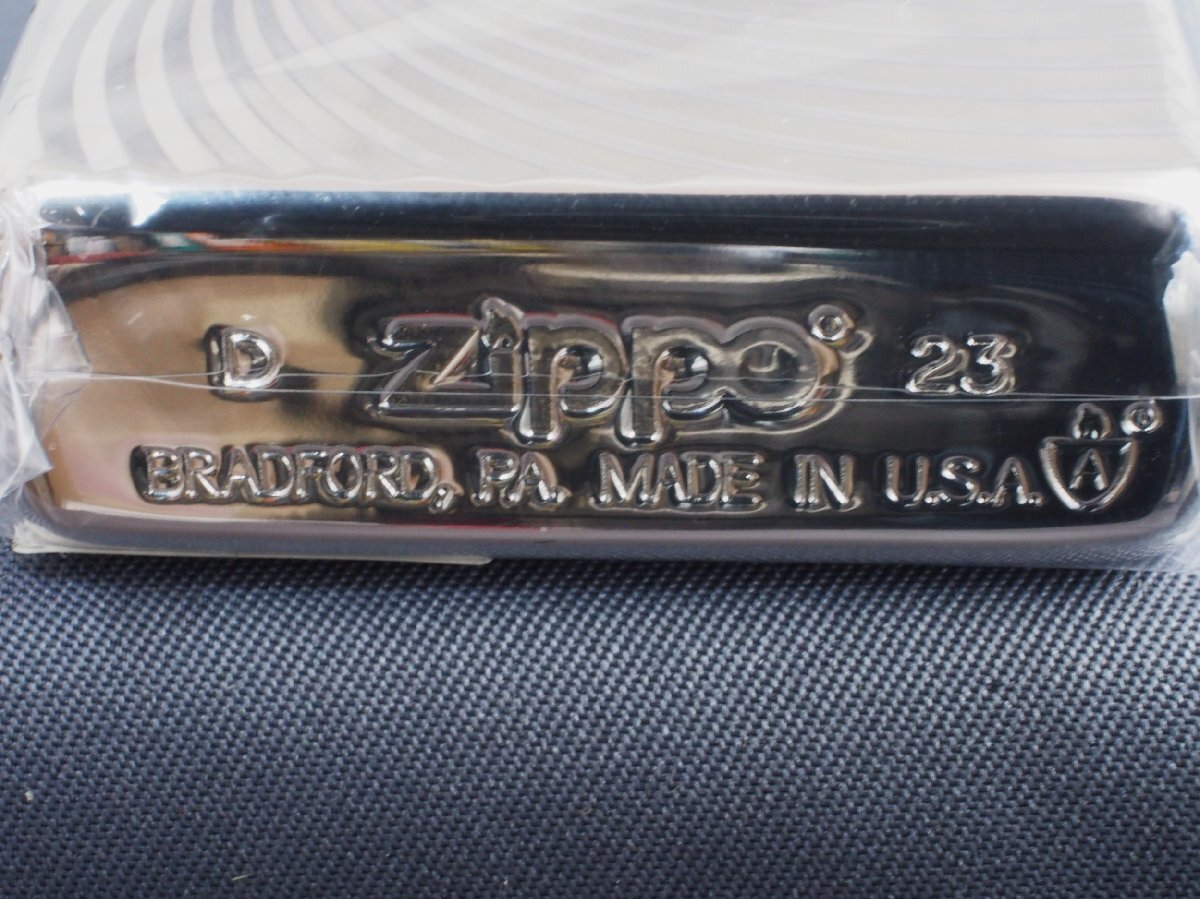 D Zippo® 23
BRADFORD, PA. MADE IN U.S.A. A®